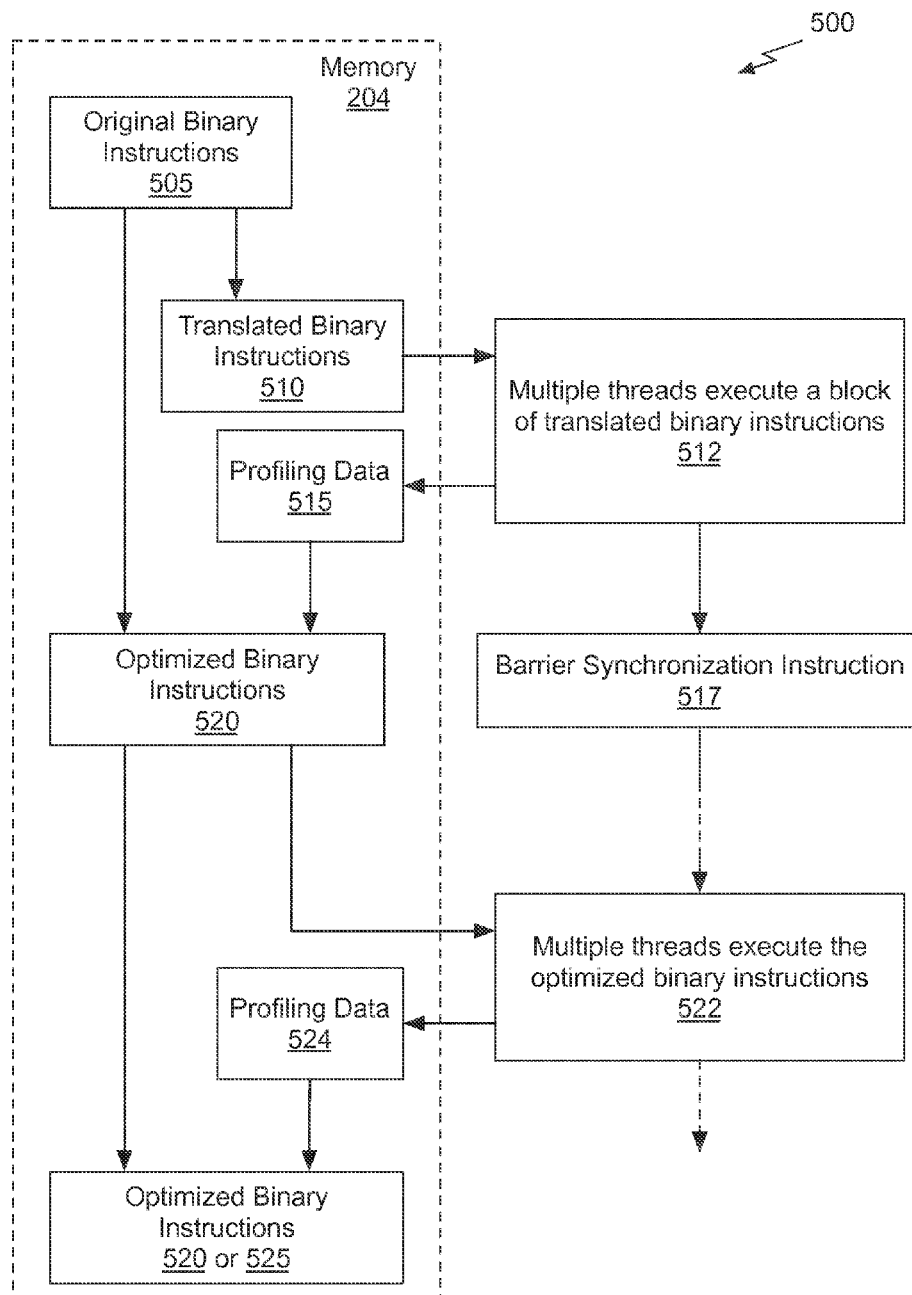 500
Memory
204
Original Binary
Instructions
505
Translated Binary
Instructions
510
Multiple threads execute a block
of translated binary instructions
512
Profiling Data
515
Optimized Binary
Instructions
520
Barrier Synchronization Instruction
517
Multiple threads execute the
optimized binary instructions
522
Profiling Data
524
Optimized Binary
Instructions
520 or 525